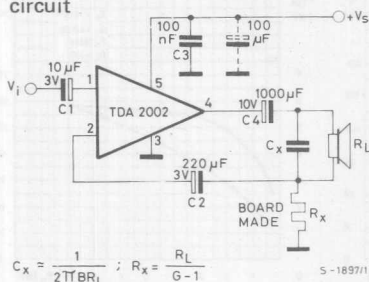 circuit
100 nF C3
100 µF
+Vs
10 µF
3V
C1
Vi
1
5
TDA 2002
4
1000µF
10V
C4
2
3
220 µF
3V
C2
Cx
RL
BOARD MADE
Rx
Cx ≈ 1 / 2πBRL ; Rx ≈ RL / G-1
S-1897/1